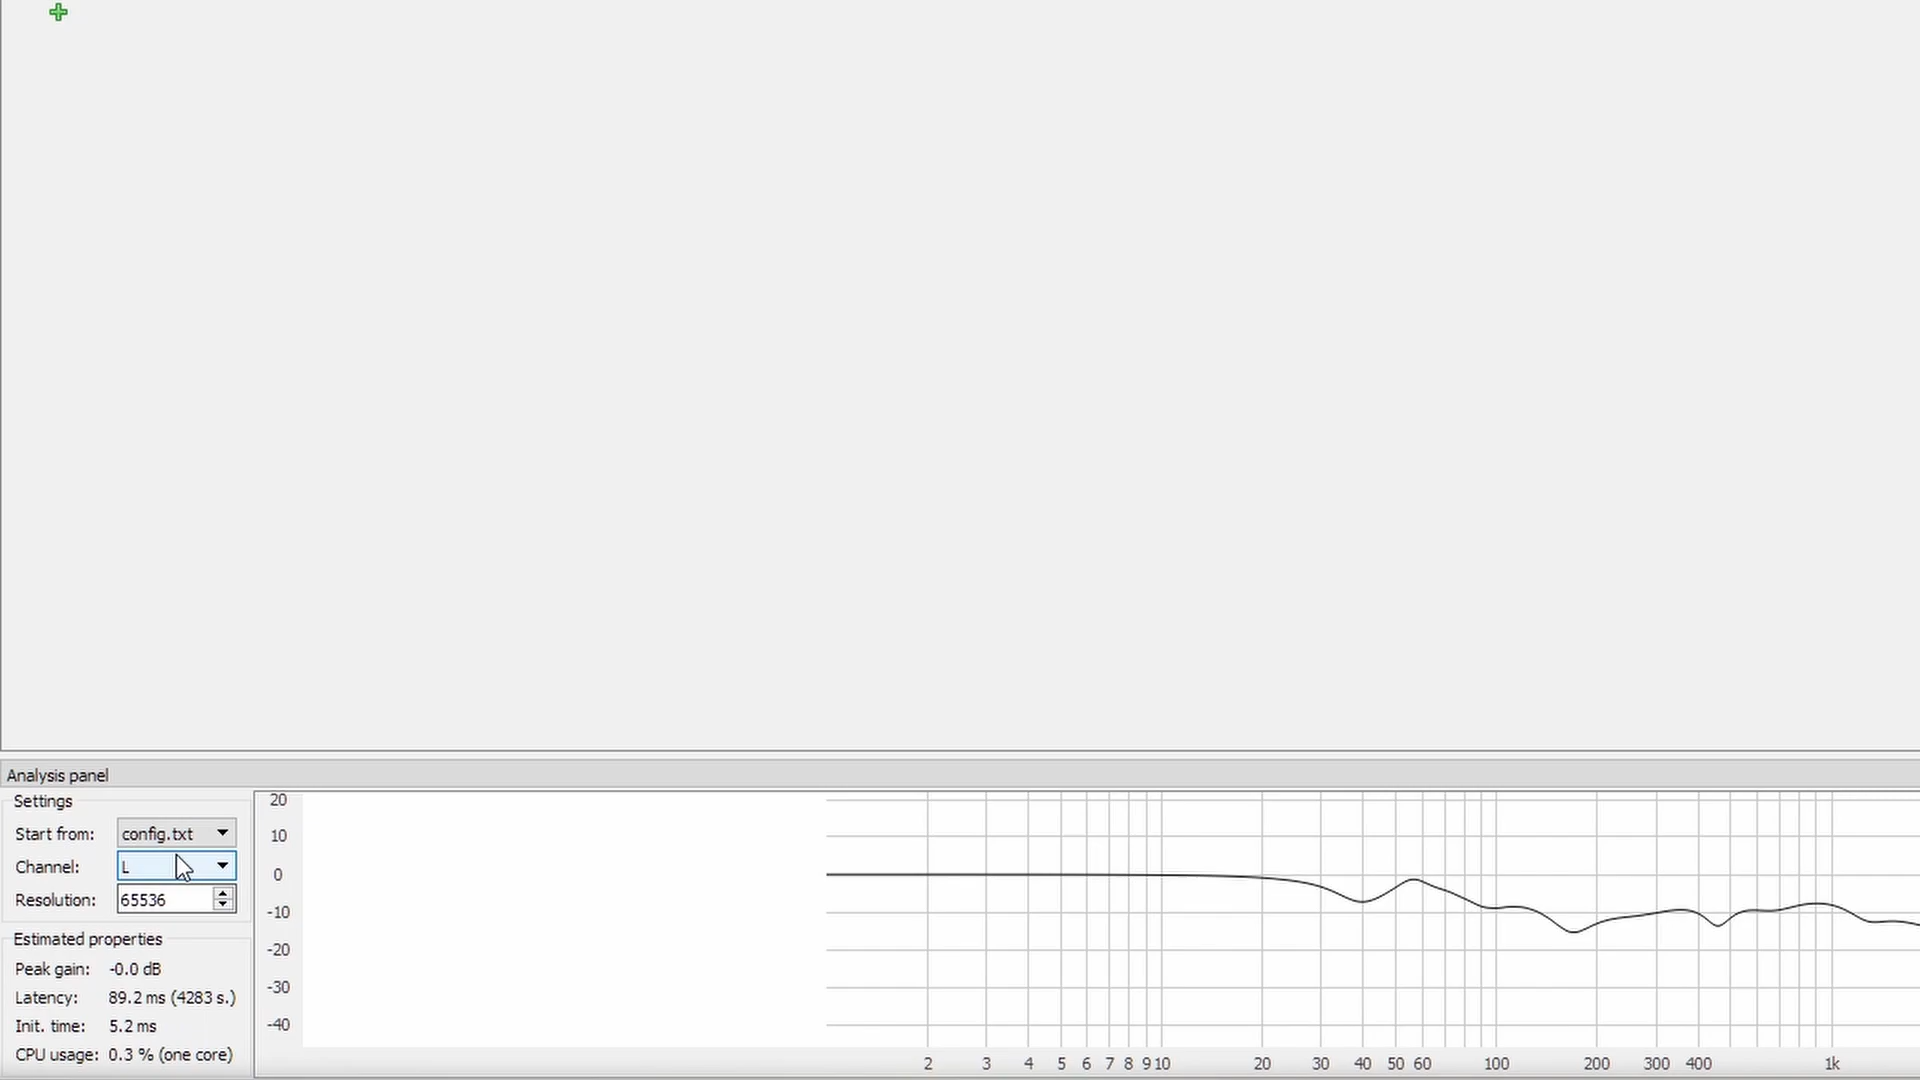 Analysis panel
Settings
Start from: config.txt
Channel: L
Resolution: 65536
Estimated properties
Peak gain: -0.0 dB
Latency: 89.2 ms (4283 s.)
Init. time: 5.2 ms
CPU usage: 0.3 % (one core)
20
10
0
-10
-20
-30
-40
2 3 4 5 6 7 8 9 10 20 30 40 50 60 100 200 300 400 1k